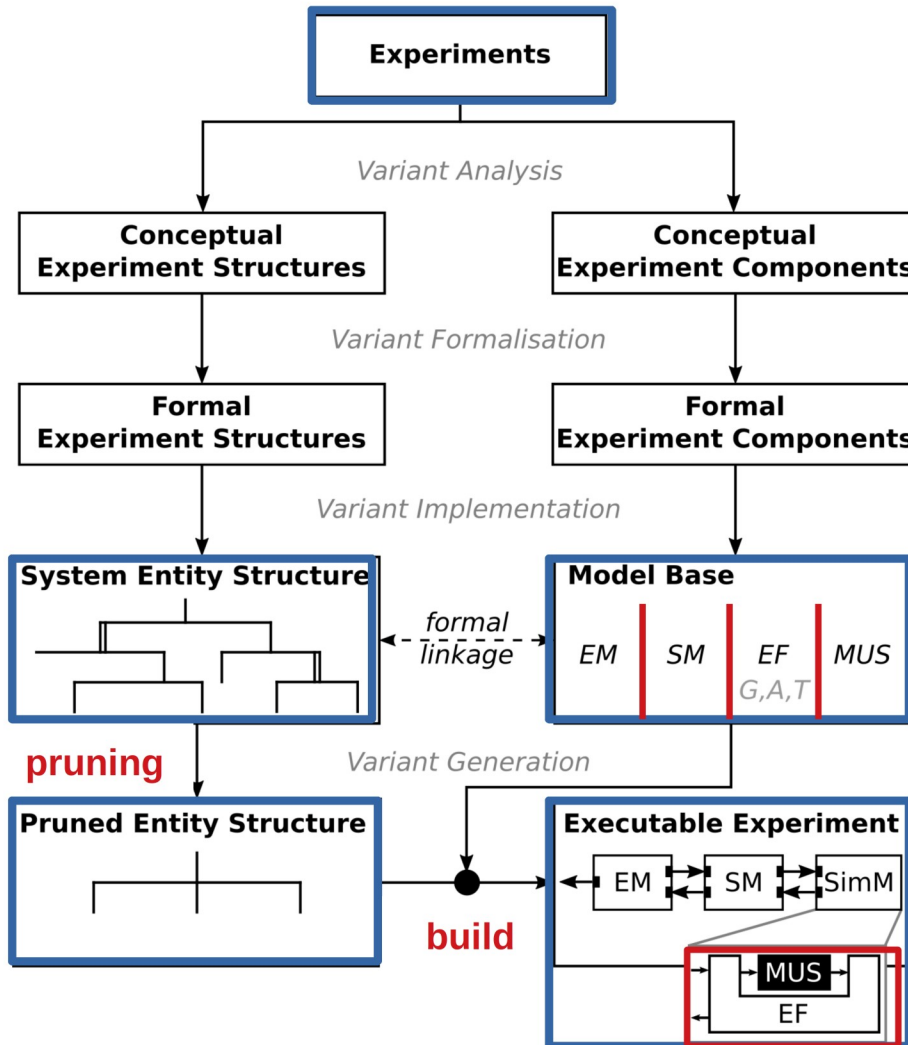 Experiments
Variant Analysis
Conceptual
Experiment Structures
Conceptual
Experiment Components
Variant Formalisation
Formal
Experiment Structures
Formal
Experiment Components
Variant Implementation
System Entity Structure
formal
linkage
Model Base
EM
SM
EF
MUS
G,A,T
pruning
Variant Generation
Pruned Entity Structure
build
Executable Experiment
EM
SM
SimM
MUS
EF